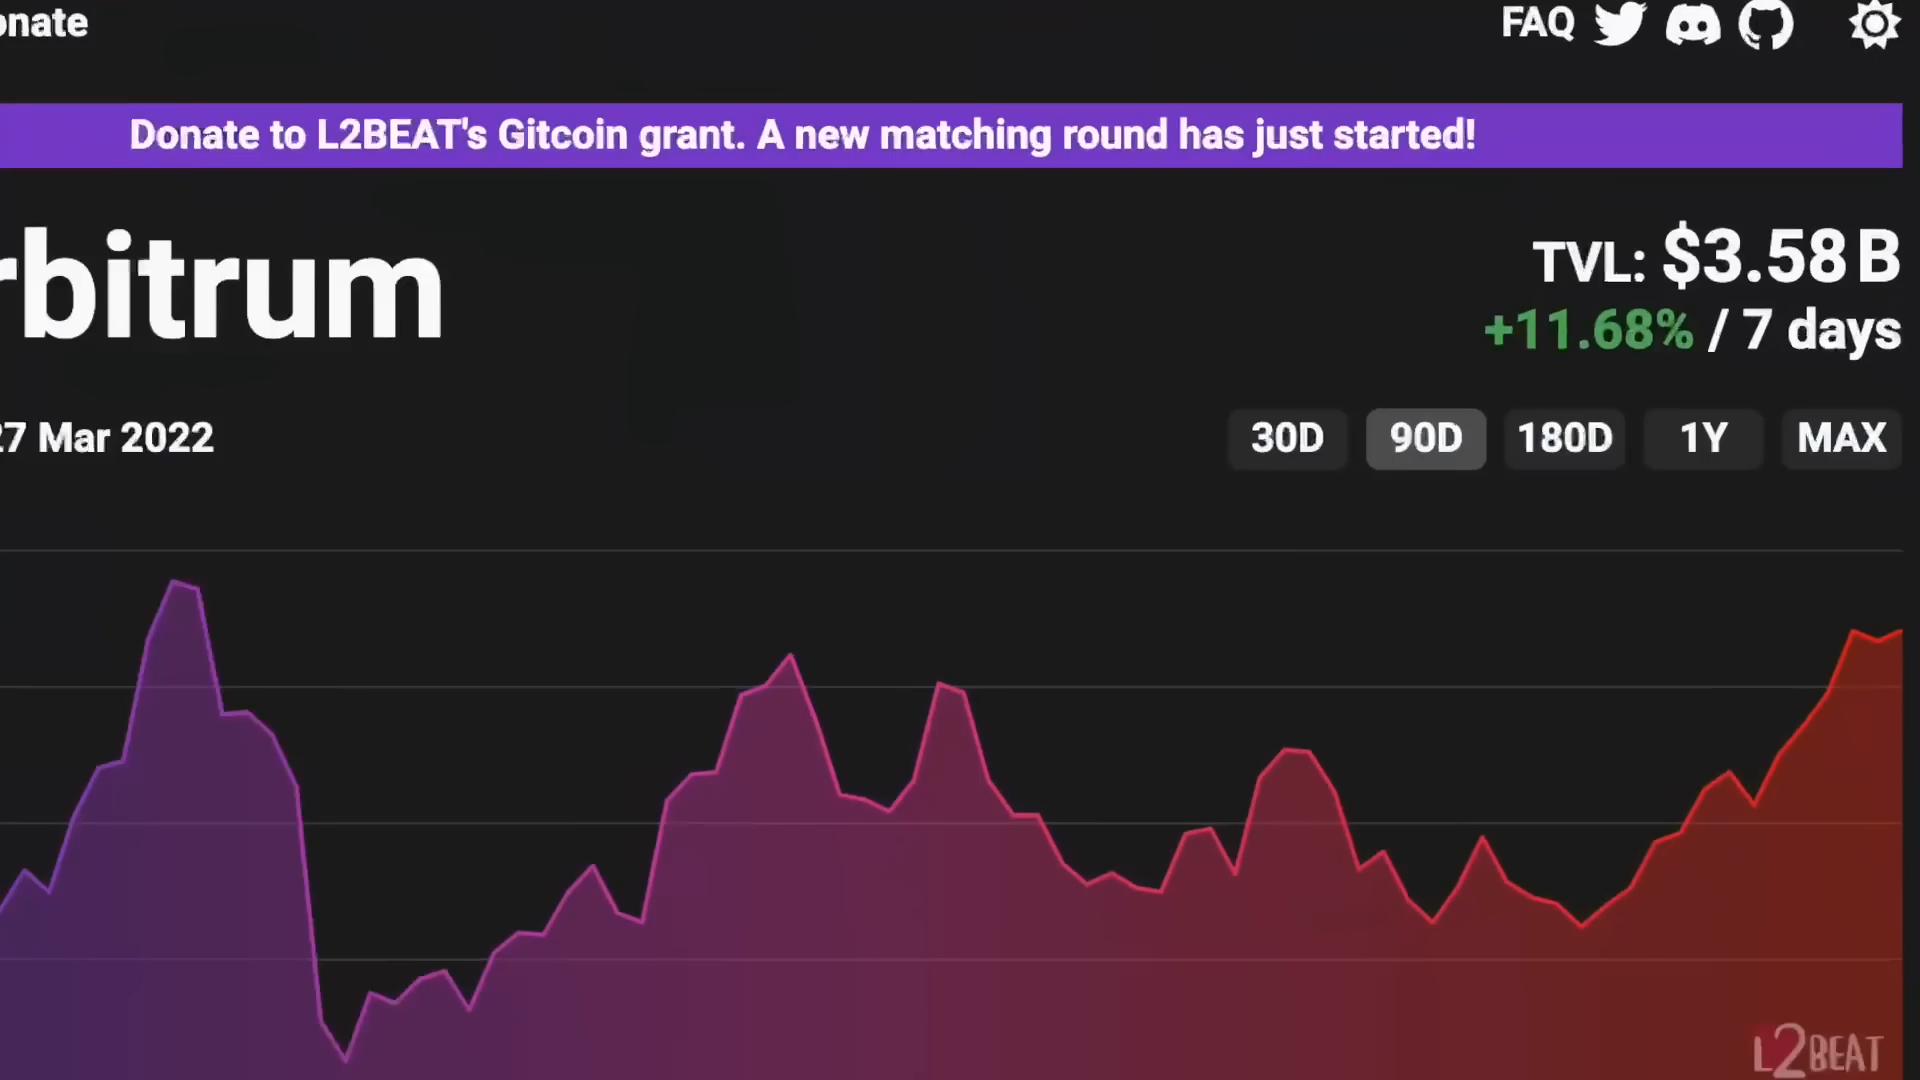 onate
FAQ
Donate to L2BEAT's Gitcoin grant. A new matching round has just started!
rbitrum
TVL: $3.58 B
+11.68% / 7 days
27 Mar 2022
30D 90D 180D 1Y MAX
L2BEAT